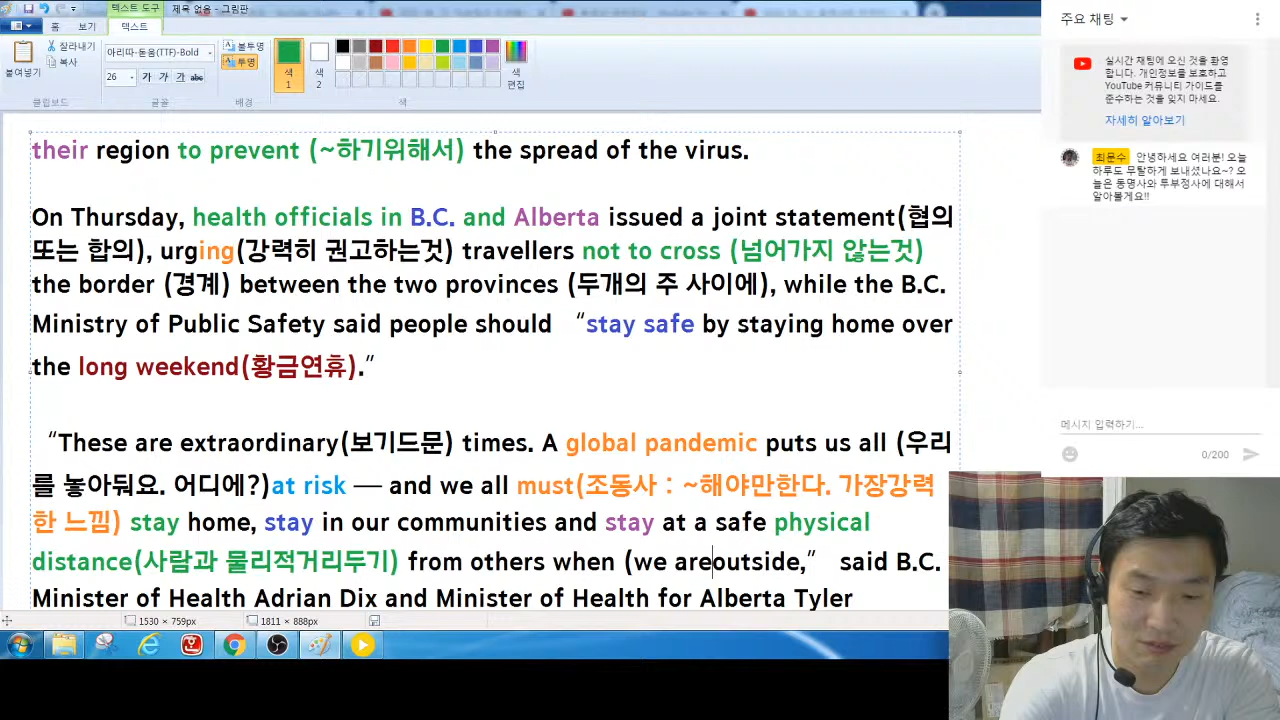 텍스트 도구
제목 없음 - 그림판
홈
보기
텍스트
붙여넣기
잘라내기
복사
클립보드
아리따-돋움(TTF)-Bold
26
가 가 가 abc
글꼴
불투명
투명
배경
색
1
색
2
색
편집
색
their region to prevent (~하기위해서) the spread of the virus.
On Thursday, health officials in B.C. and Alberta issued a joint statement(협의
또는 합의), urging(강력히 권고하는것) travellers not to cross (넘어가지 않는것)
the border (경계) between the two provinces (두개의 주 사이에), while the B.C.
Ministry of Public Safety said people should “stay safe by staying home over
the long weekend(황금연휴).”
“These are extraordinary(보기드문) times. A global pandemic puts us all (우리
를 놓아둬요. 어디에?)at risk — and we all must(조동사 : ~해야만한다. 가장강력
한 느낌) stay home, stay in our communities and stay at a safe physical
distance(사람과 물리적거리두기) from others when (we areoutside,” said B.C.
Minister of Health Adrian Dix and Minister of Health for Alberta Tyler
1530 × 759px
1811 × 888px
주요 채팅
실시간 채팅에 오신 것을 환영
합니다. 개인정보를 보호하고
YouTube 커뮤니티 가이드를
준수하는 것을 잊지 마세요.
자세히 알아보기
최문수 안녕하세요 여러분! 오늘
하루도 무탈하게 보내셨나요~? 오
늘은 동명사와 투부정사에 대해서
알아볼게요!!
메시지 입력하기...
0/200